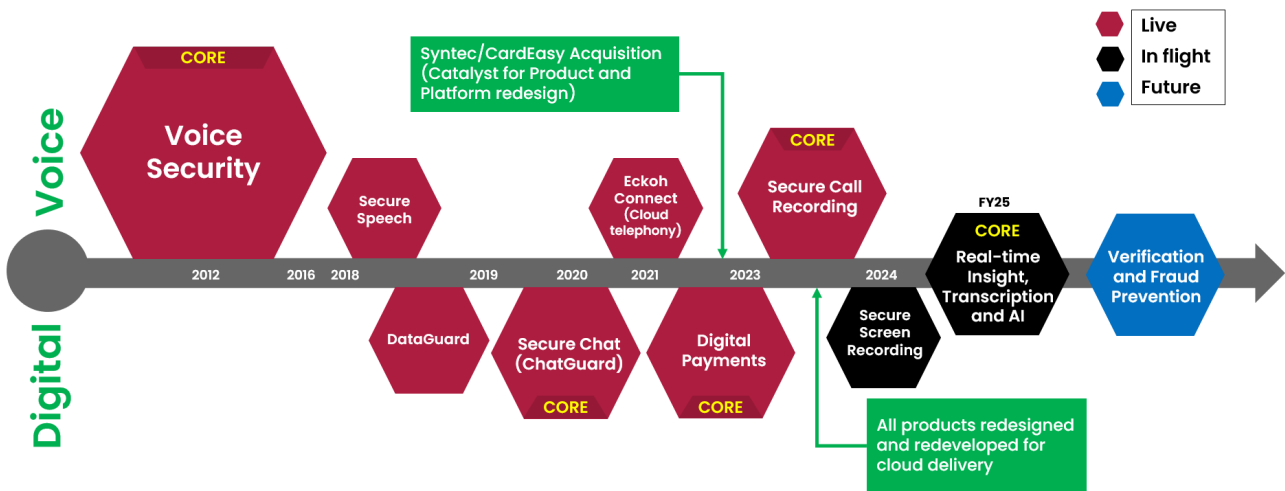 Voice
Digital
CORE
Voice
Security
Secure
Speech
Syntec/CardEasy Acquisition
(Catalyst for Product and
Platform redesign)
Eckoh
Connect
(Cloud
telephony)
CORE
Secure Call
Recording
Live
In flight
Future
2012
2016
2018
2019
2020
2021
2023
2024
FY25
CORE
Real-time
Insight,
Transcription
and AI
Verification
and Fraud
Prevention
DataGuard
Secure Chat
(ChatGuard)
CORE
Digital
Payments
CORE
Secure
Screen
Recording
All products redesigned
and redeveloped for
cloud delivery